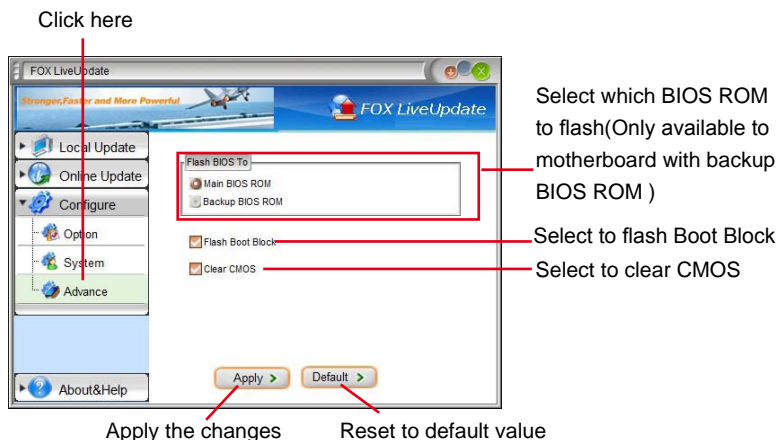 Click here
FOX LiveUpdate
Stronger,Faster and More Powerful
FOX LiveUpdate
Local Update
Online Update
Configure
Option
System
Advance
About&Help
Flash BIOS To
Main BIOS ROM
Backup BIOS ROM
Flash Boot Block
Clear CMOS
Apply
Default
Select which BIOS ROM
to flash(Only available to
motherboard with backup
BIOS ROM )
Select to flash Boot Block
Select to clear CMOS
Apply the changes
Reset to default value